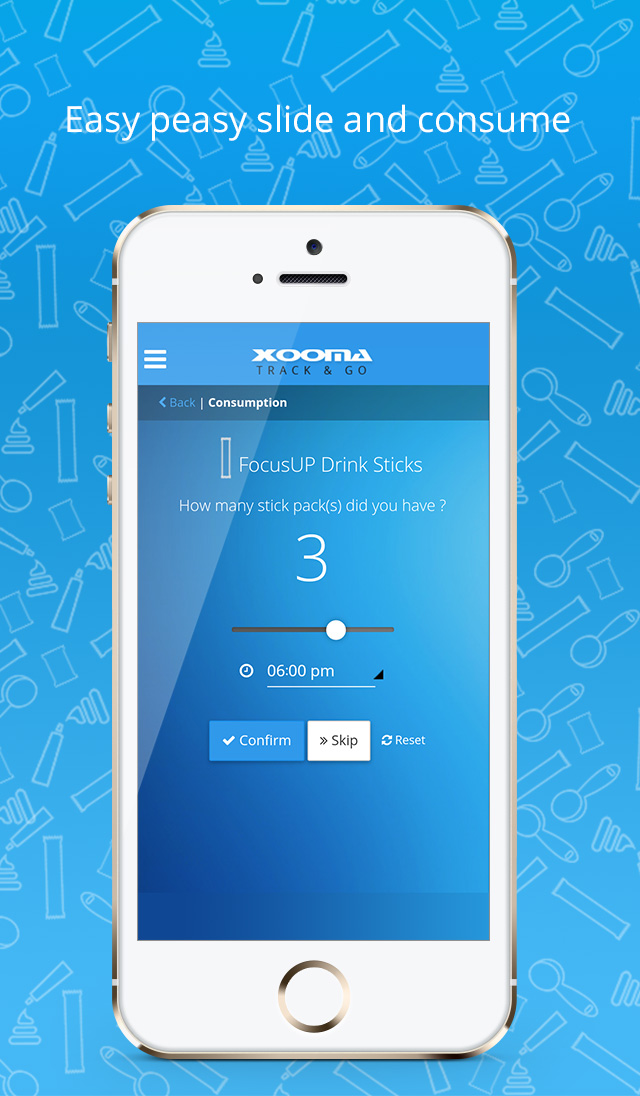 Easy peasy slide and consume
XOOMA
TRACK & GO
Back | Consumption
FocusUP Drink Sticks
How many stick pack(s) did you have ?
3
06:00 pm
Confirm
Skip
Reset